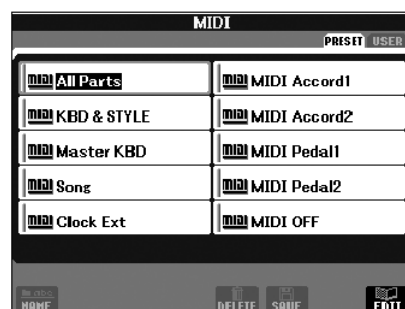 MIDI
PRESET USER
MIDI All Parts
MIDI MIDI Accord1
MIDI KBD & STYLE
MIDI MIDI Accord2
MIDI Master KBD
MIDI MIDI Pedal1
MIDI Song
MIDI MIDI Pedal2
MIDI Clock Ext
MIDI MIDI OFF
NAME DELETE SAVE EDIT